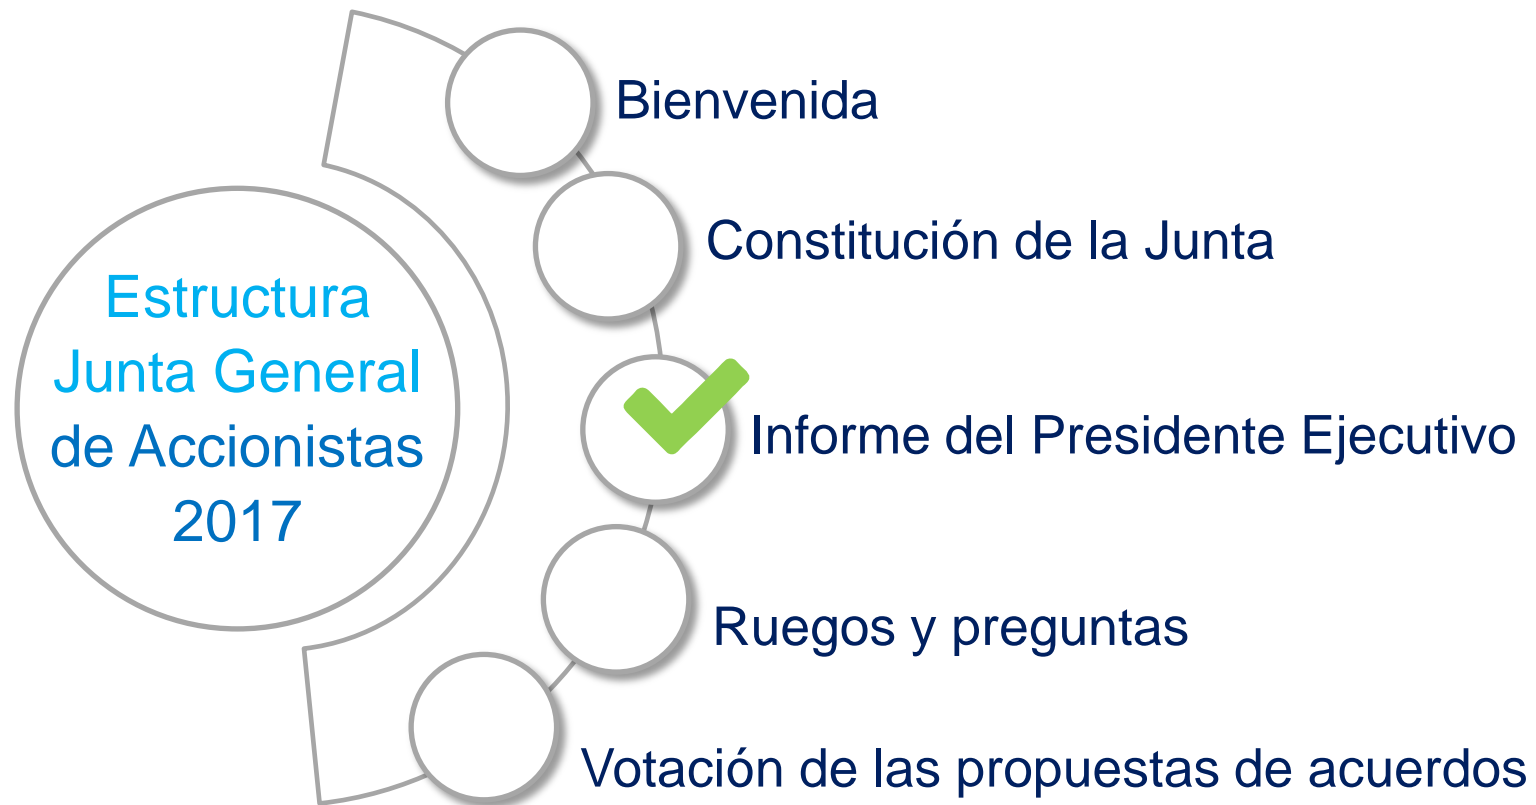 Estructura
Junta General
de Accionistas
2017
Bienvenida
Constitución de la Junta
Informe del Presidente Ejecutivo
Ruegos y preguntas
Votación de las propuestas de acuerdos